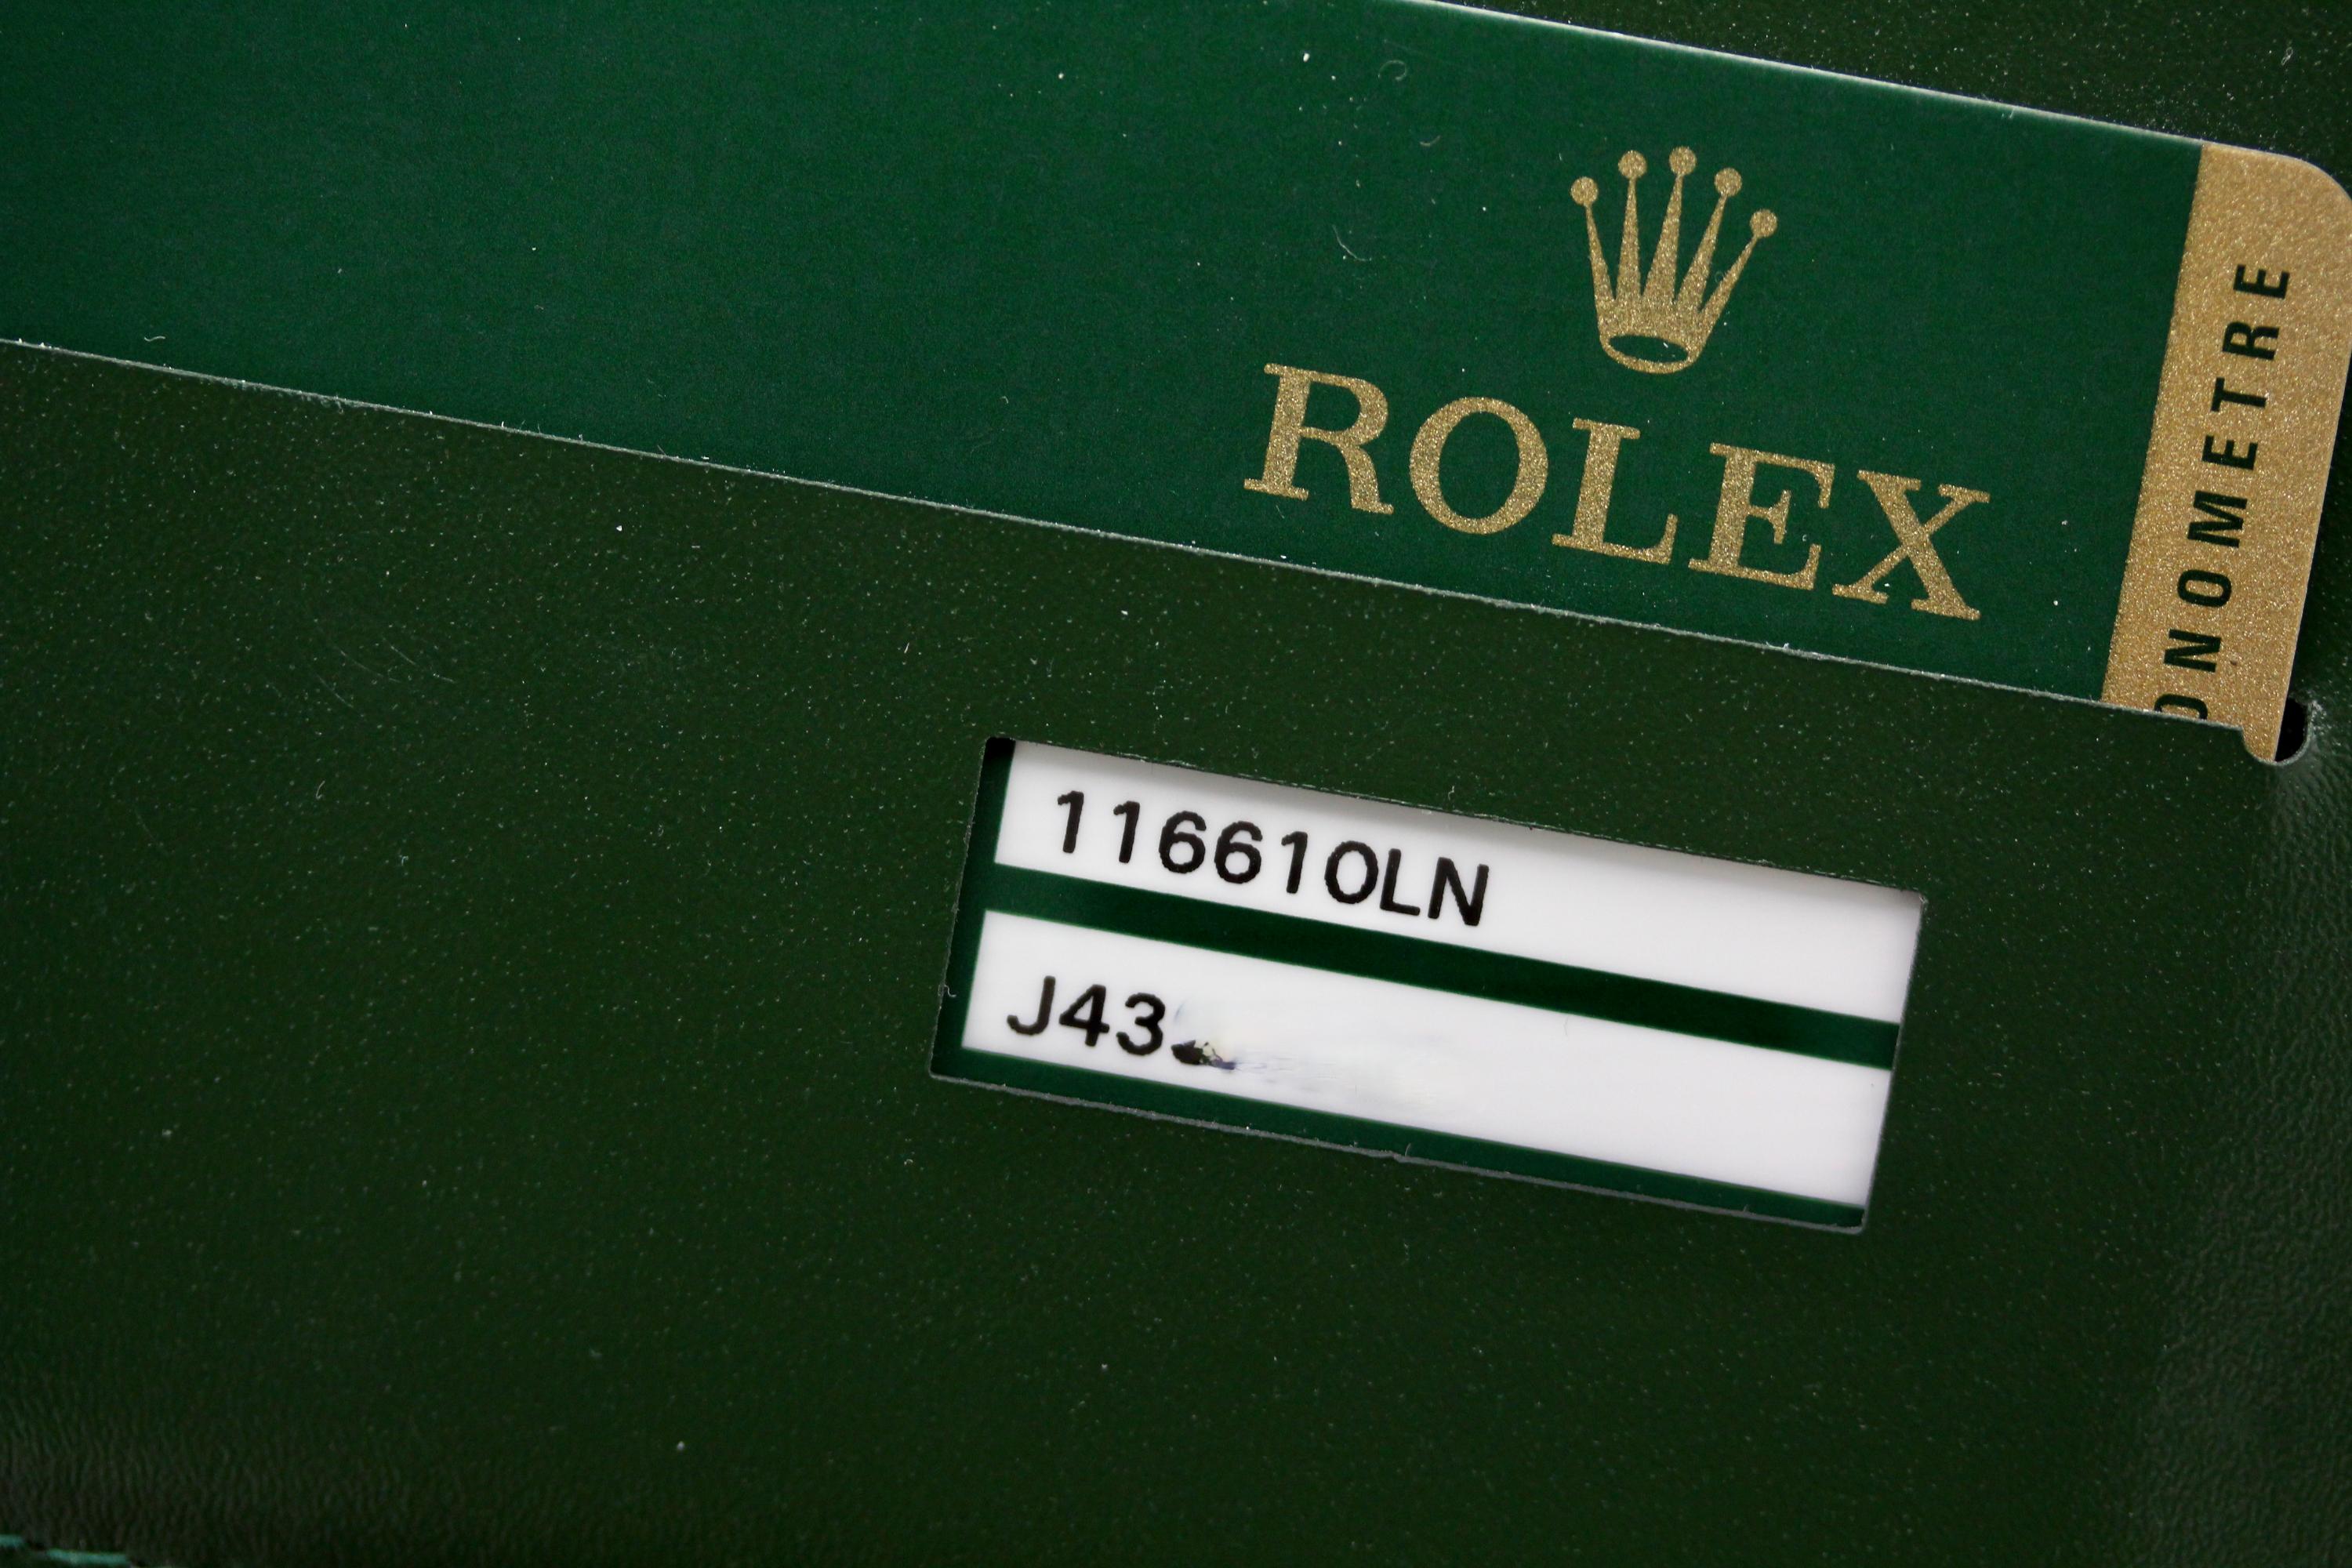 ROLEX
ONOMETRE
116610LN
J43